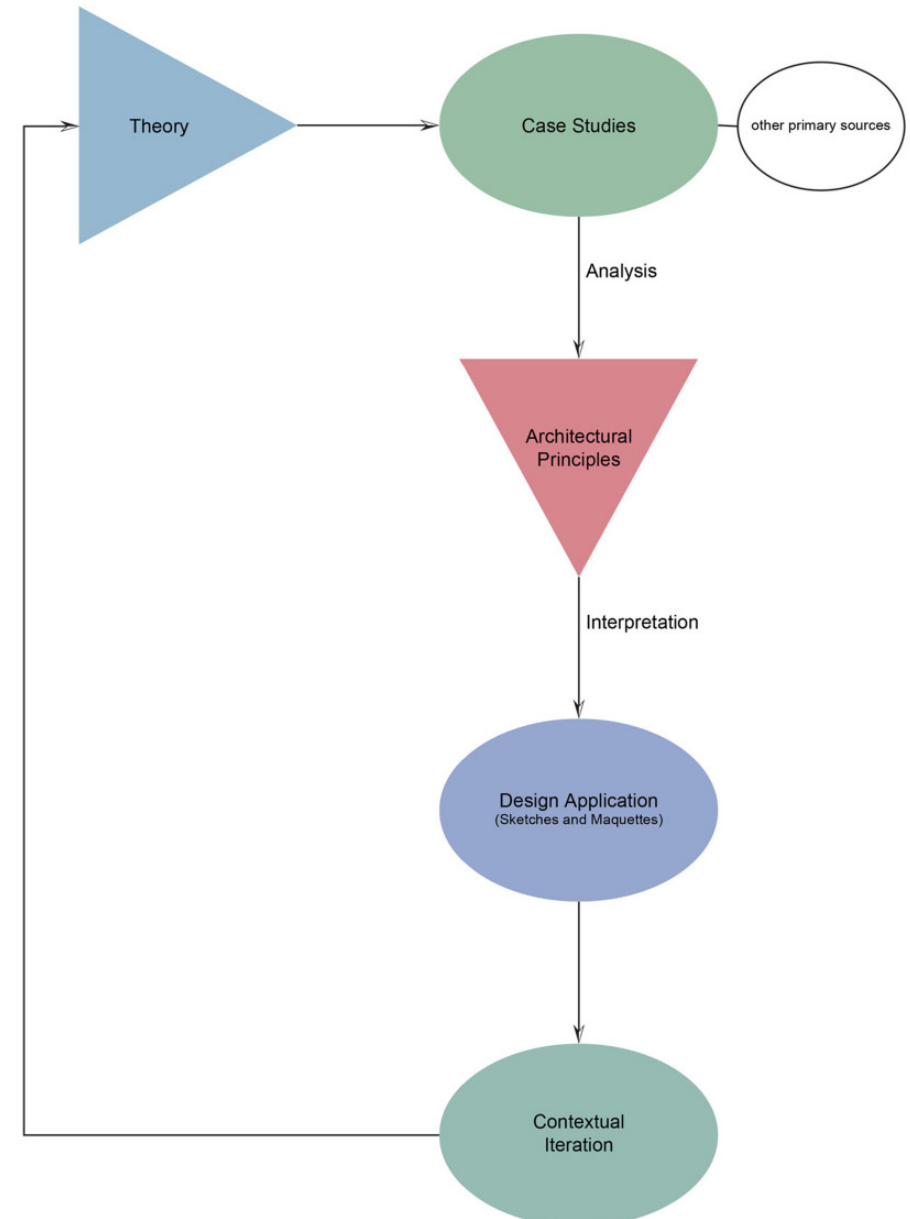 Theory
Case Studies
other primary sources
Analysis
Architectural
Principles
Interpretation
Design Application
(Sketches and Maquettes)
Contextual
Iteration